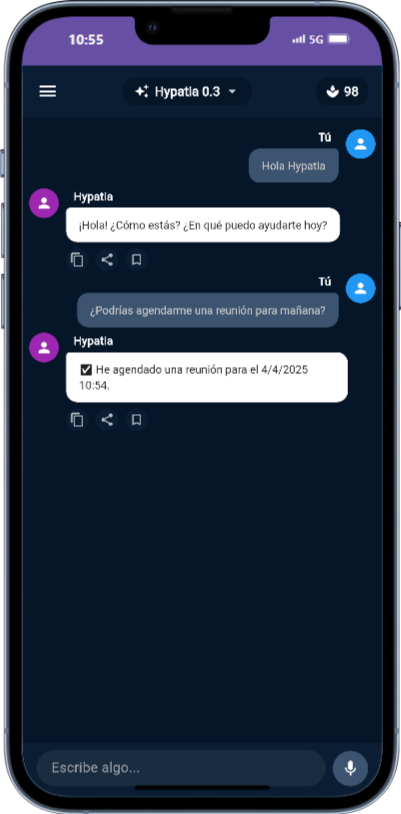 10:55
5G
Hypatia 0.3
98
Tú
Hola Hypatia
Hypatia
¡Hola! ¿Cómo estás? ¿En qué puedo ayudarte hoy?
Tú
¿Podrías agendarme una reunión para mañana?
Hypatia
☑ He agendado una reunión para el 4/4/2025
10:54.
Escribe algo...